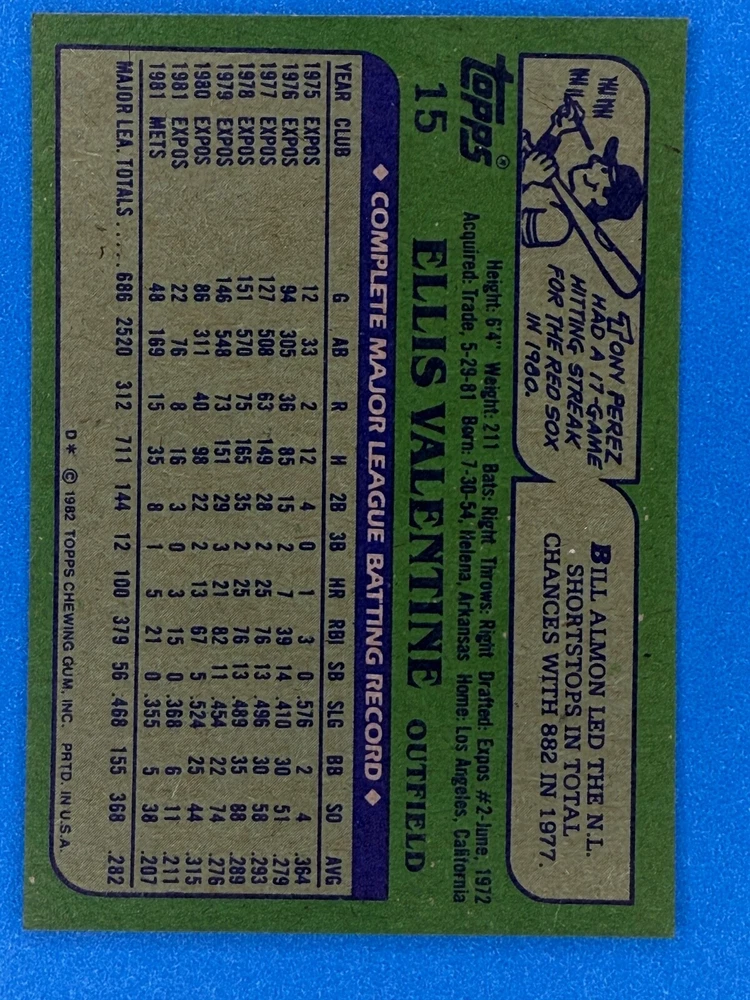 TONY PEREZ
HAD A 17-GAME
HITTING STREAK
FOR THE RED SOX
IN 1980.
BILL ALMON LED THE N.L.
SHORTSTOPS IN TOTAL
CHANCES WITH 882 IN 1977.
topps®
15
Height: 6'4" Weight: 211 Bats: Right Throws: Right Drafted: Expos #2-June, 1972
Acquired: Trade, 5-29-81 Born: 7-30-54, Helena, Arkansas Home: Los Angeles, California
ELLIS VALENTINE OUTFIELD
◆ COMPLETE MAJOR LEAGUE BATTING RECORD ◆
YEAR CLUB G AB R H 2B 3B HR RBI SB SLG BB SO AVG
1975 EXPOS 12 33 2 12 4 0 1 3 0 .576 2 4 .364
1976 EXPOS 94 305 36 85 15 2 7 39 14 .410 30 51 .279
1977 EXPOS 127 508 63 149 28 2 25 76 13 .496 30 58 .293
1978 EXPOS 151 570 75 165 35 2 25 76 13 .489 35 88 .289
1979 EXPOS 146 548 73 151 29 3 21 82 11 .454 22 74 .276
1980 EXPOS 86 311 40 98 22 2 13 67 5 .524 25 44 .315
1981 EXPOS 22 76 8 16 3 0 3 15 0 .368 6 11 .211
1981 METS 48 169 15 35 8 1 5 21 0 .355 5 38 .207
MAJOR LEA. TOTALS ..... 686 2520 312 711 144 12 100 379 56 .468 155 368 .282
D* © 1982 TOPPS CHEWING GUM, INC. PRTD. IN U.S.A.